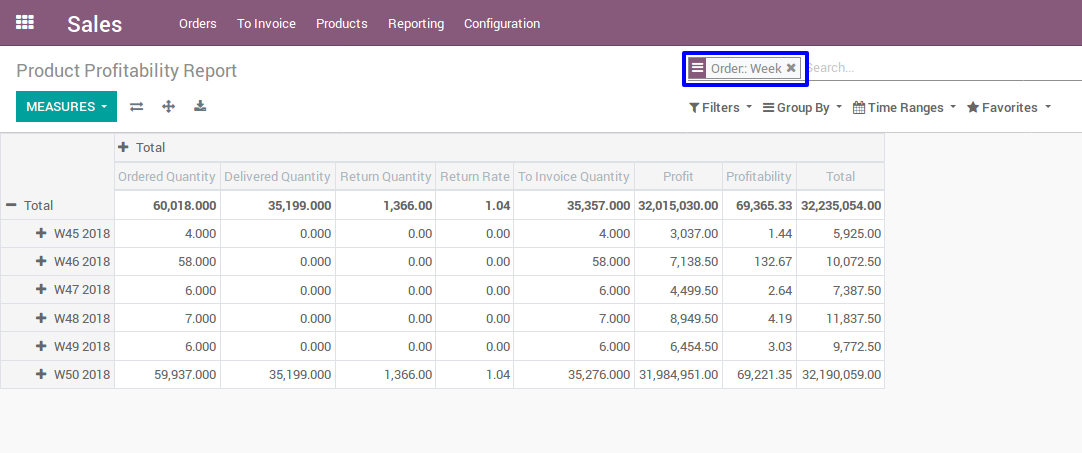 Sales Orders To Invoice Products Reporting Configuration
Product Profitability Report
Order:: Week
Search...
MEASURES
Filters Group By Time Ranges Favorites
Total
Ordered Quantity Delivered Quantity Return Quantity Return Rate To Invoice Quantity Profit Profitability Total
Total 60,018.000 35,199.000 1,366.00 1.04 35,357.000 32,015,030.00 69,365.33 32,235,054.00
W45 2018 4.000 0.000 0.00 0.00 4.000 3,037.00 1.44 5,925.00
W46 2018 58.000 0.000 0.00 0.00 58.000 7,138.50 132.67 10,072.50
W47 2018 6.000 0.000 0.00 0.00 6.000 4,499.50 2.64 7,387.50
W48 2018 7.000 0.000 0.00 0.00 7.000 8,949.50 4.19 11,837.50
W49 2018 6.000 0.000 0.00 0.00 6.000 6,454.50 3.03 9,772.50
W50 2018 59,937.000 35,199.000 1,366.00 1.04 35,276.000 31,984,951.00 69,221.35 32,190,059.00